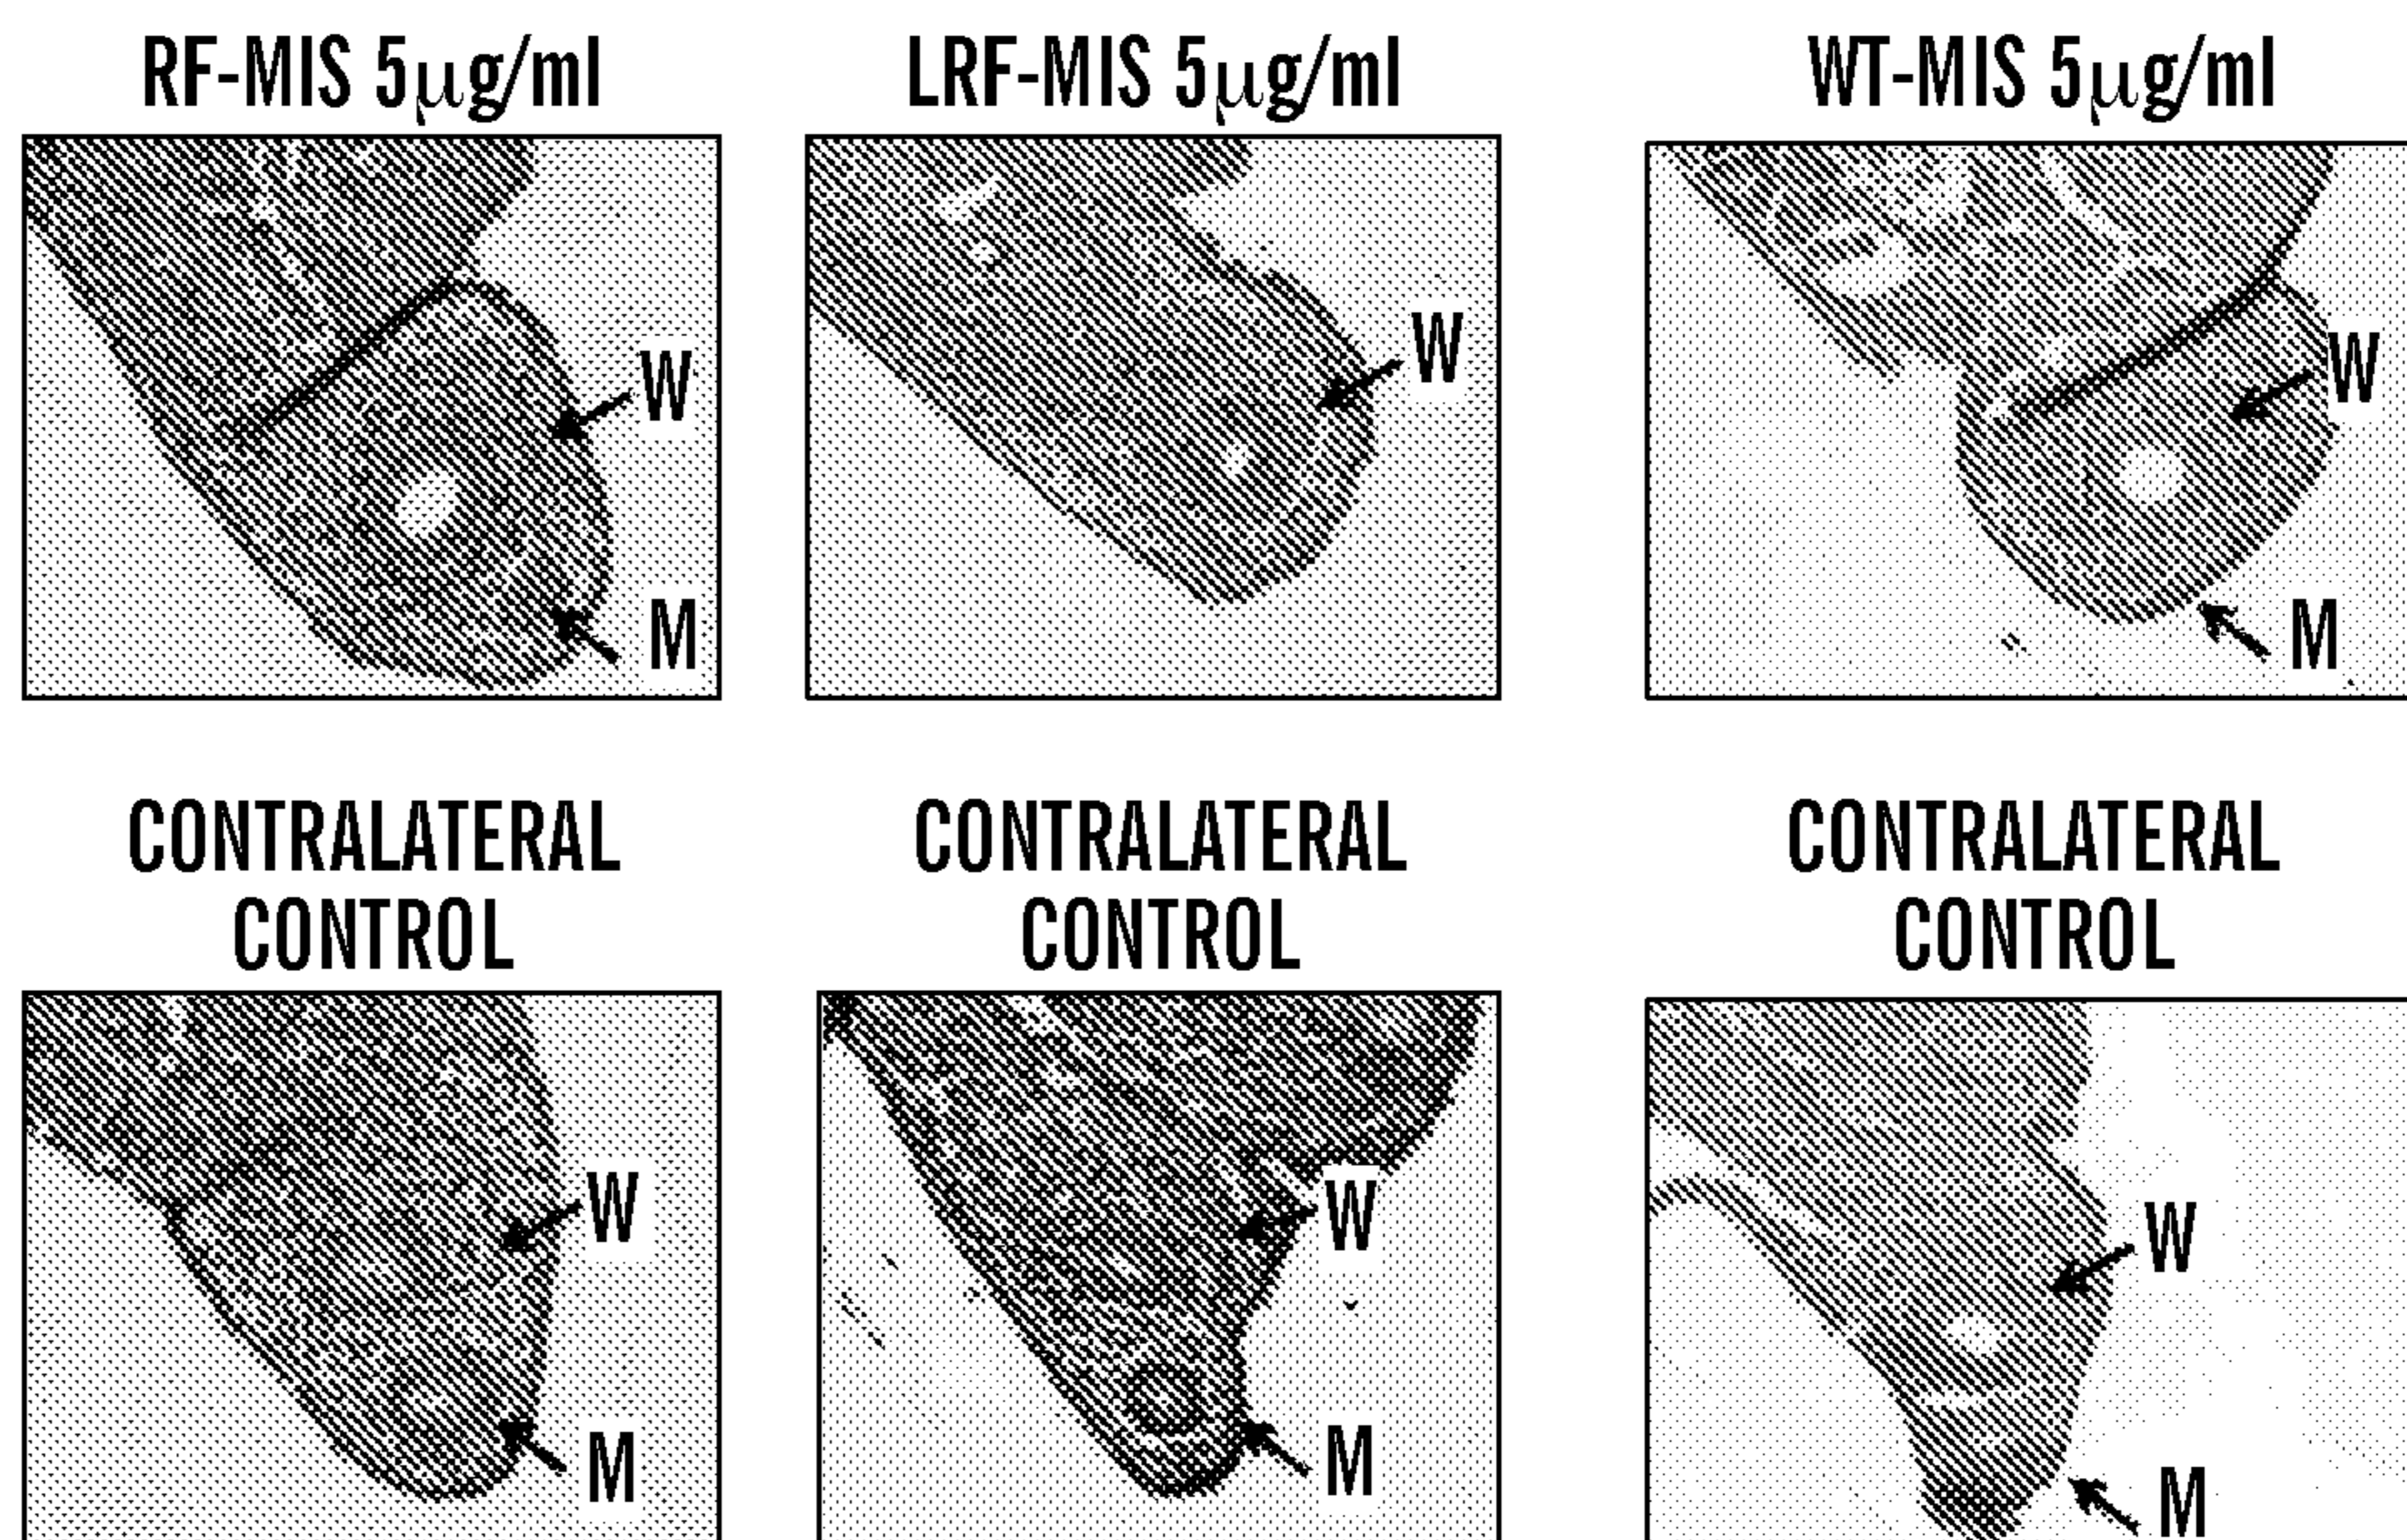 RF-MIS 5μg/ml
LRF-MIS 5μg/ml
WT-MIS 5μg/ml
W
M
W
W
M
CONTRALATERAL
CONTROL
CONTRALATERAL
CONTROL
CONTRALATERAL
CONTROL
W
M
W
M
W
M